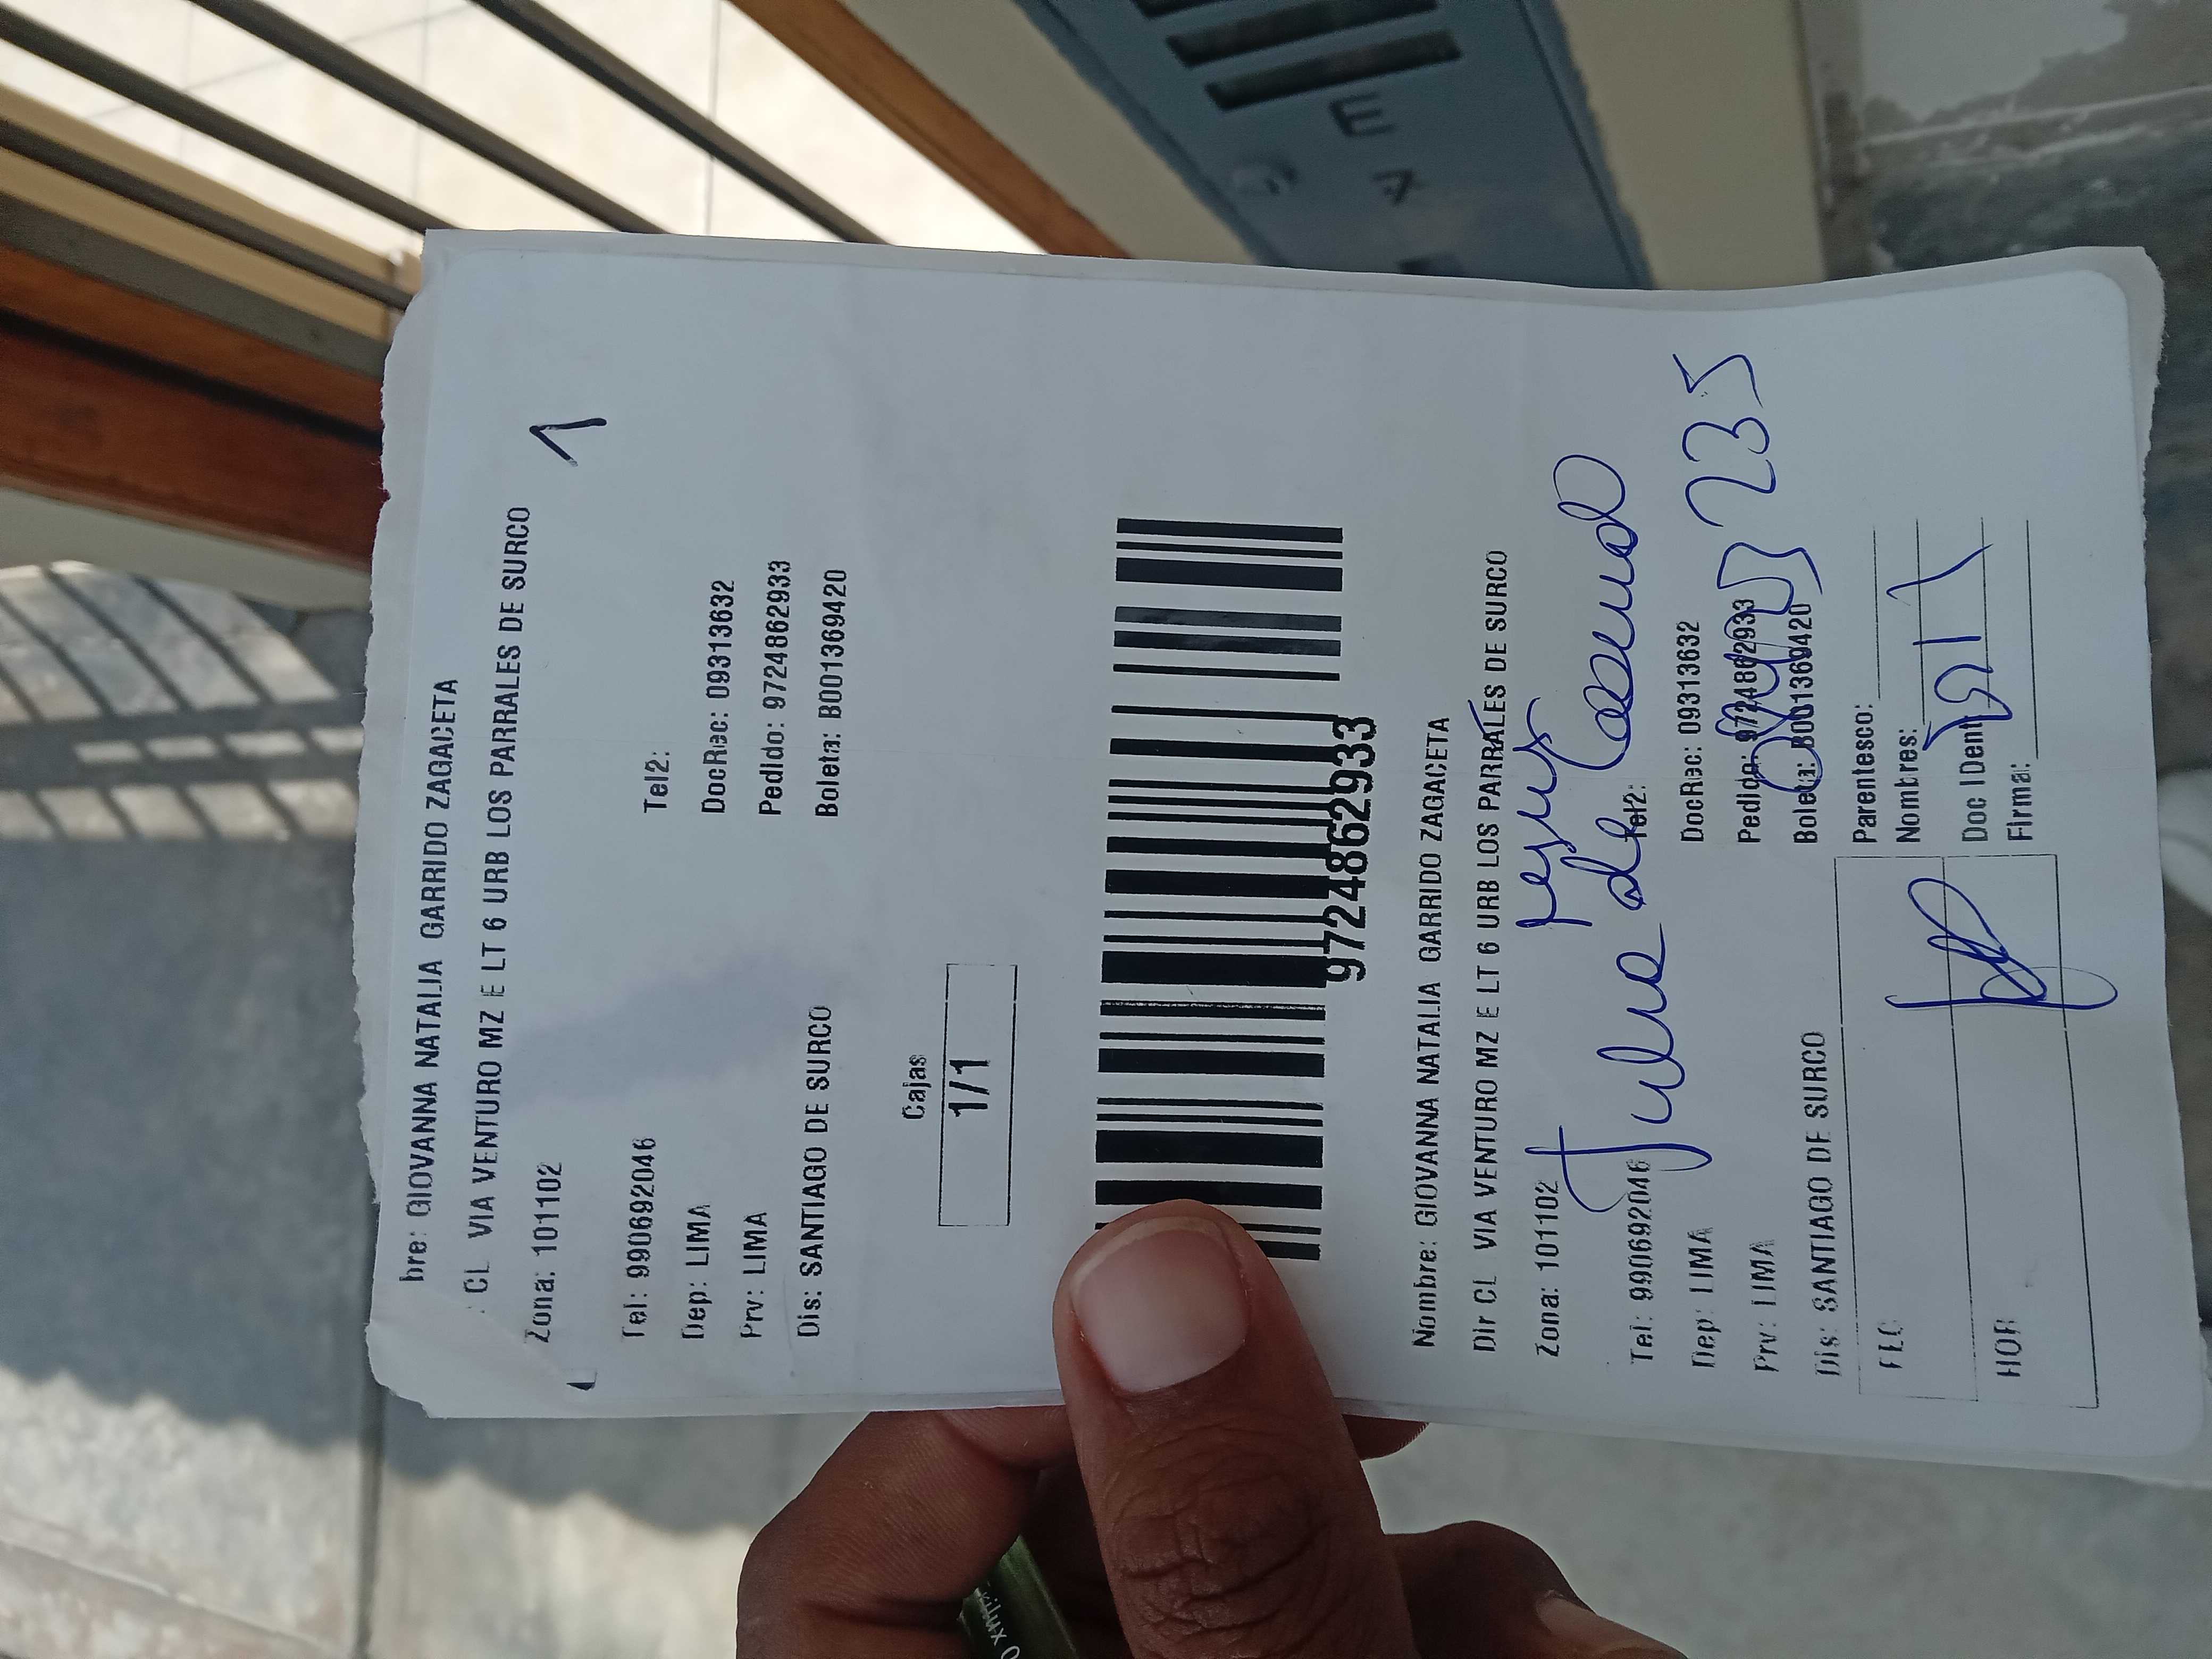 bre: GIOVANNA NATALIA GARRIDO ZAGACETA
: CL VIA VENTURO MZ E LT 6 URB LOS PARRALES DE SURCO
Zona: 101102
1
Tel: 990692046 Tel2:
Dep: LIMA DocRec: 09313632
Prv: LIMA Pedido: 9724862933
Dis: SANTIAGO DE SURCO Boleta: B001369420
Cajas
1/1
9724862933
Nombre: GIOVANNA NATALIA GARRIDO ZAGACETA
Dir CL VIA VENTURO MZ E LT 6 URB LOS PARRALES DE SURCO
Zona: 101102
Tel: 990692046 Tel2:
Dep: LIMA DocRec: 09313632
Prv: LIMA Pedido: 9724862933
Dis: SANTIAGO DE SURCO Boleta: B001369420
235
FEC Parentesco:
Nombres:
HOR Doc IDent
Firma:
E